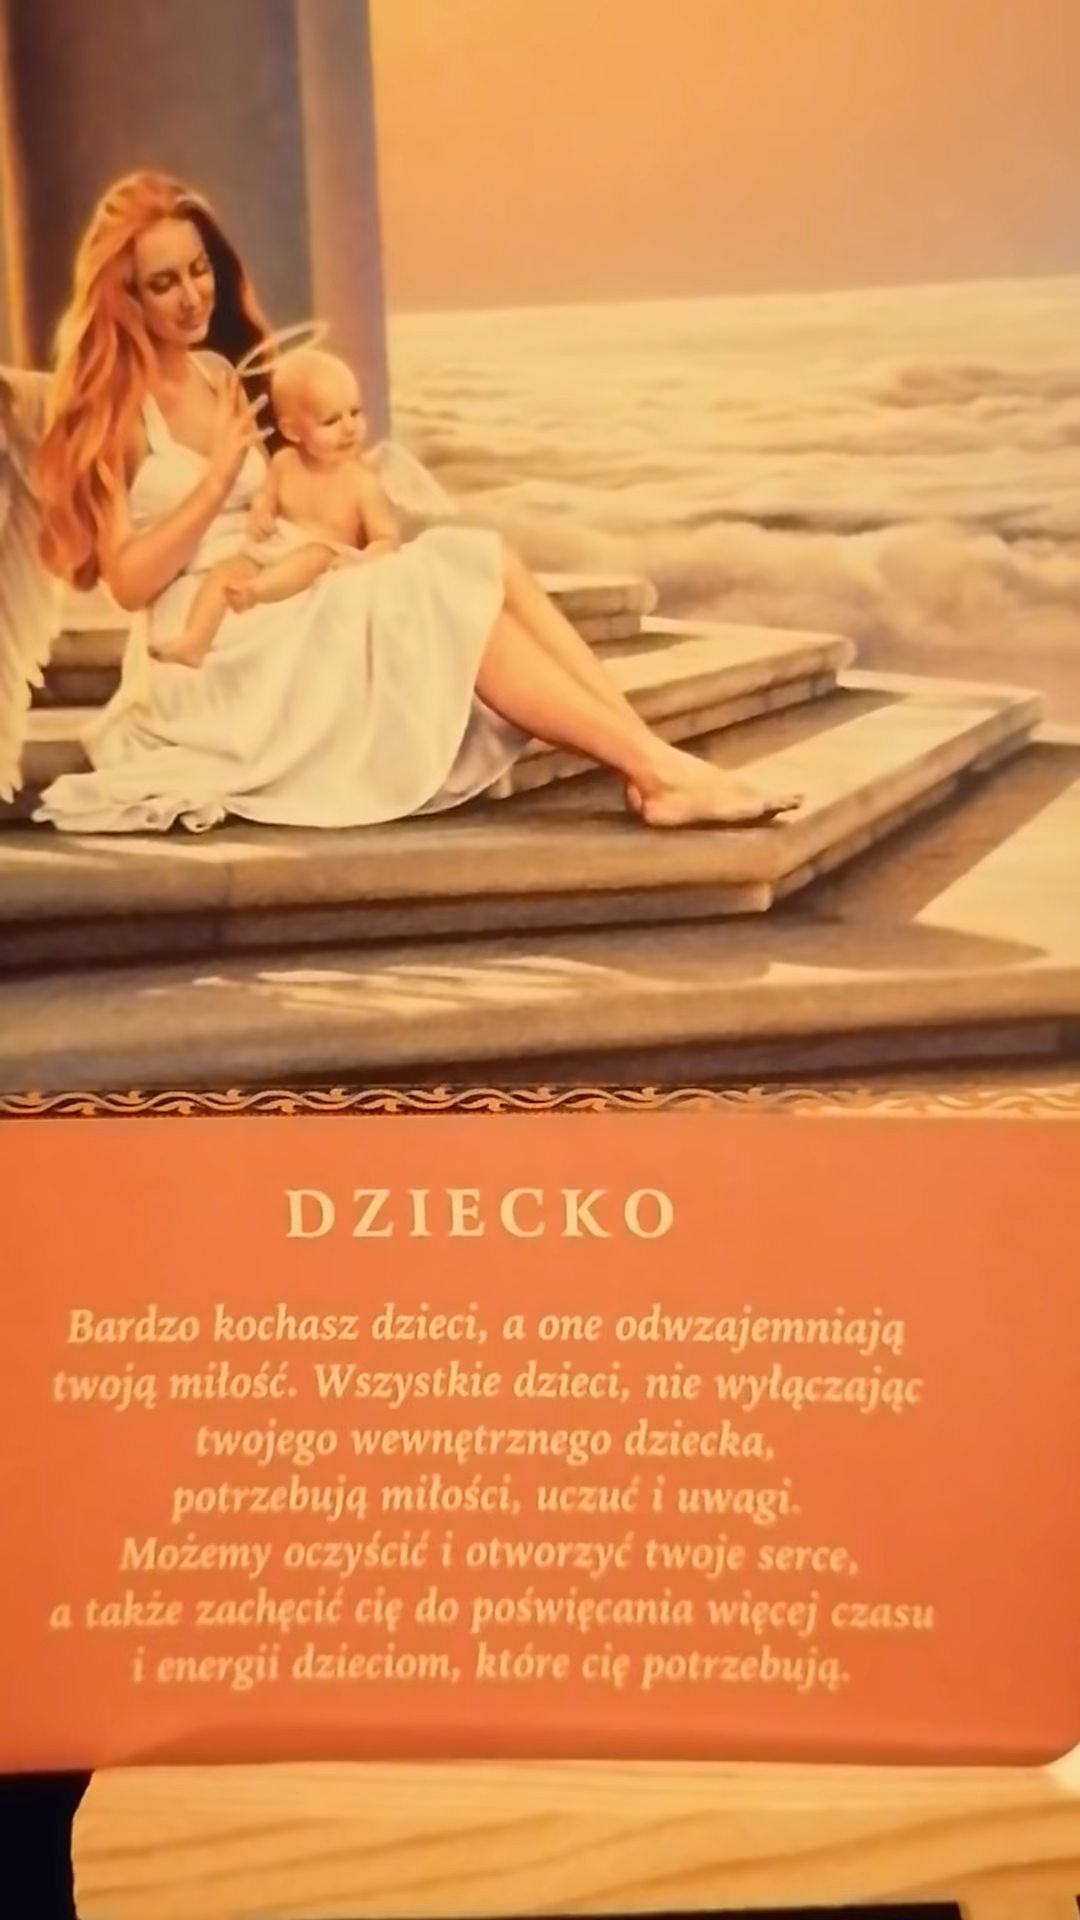 DZIECKO
Bardzo kochasz dzieci, a one odwzajemniają
twoją miłość. Wszystkie dzieci, nie wyłączając
twojego wewnętrznego dziecka,
potrzebują miłości, uczuć i uwagi.
Możemy oczyścić i otworzyć twoje serce,
a także zachęcić cię do poświęcania więcej czasu
i energii dzieciom, które cię potrzebują.